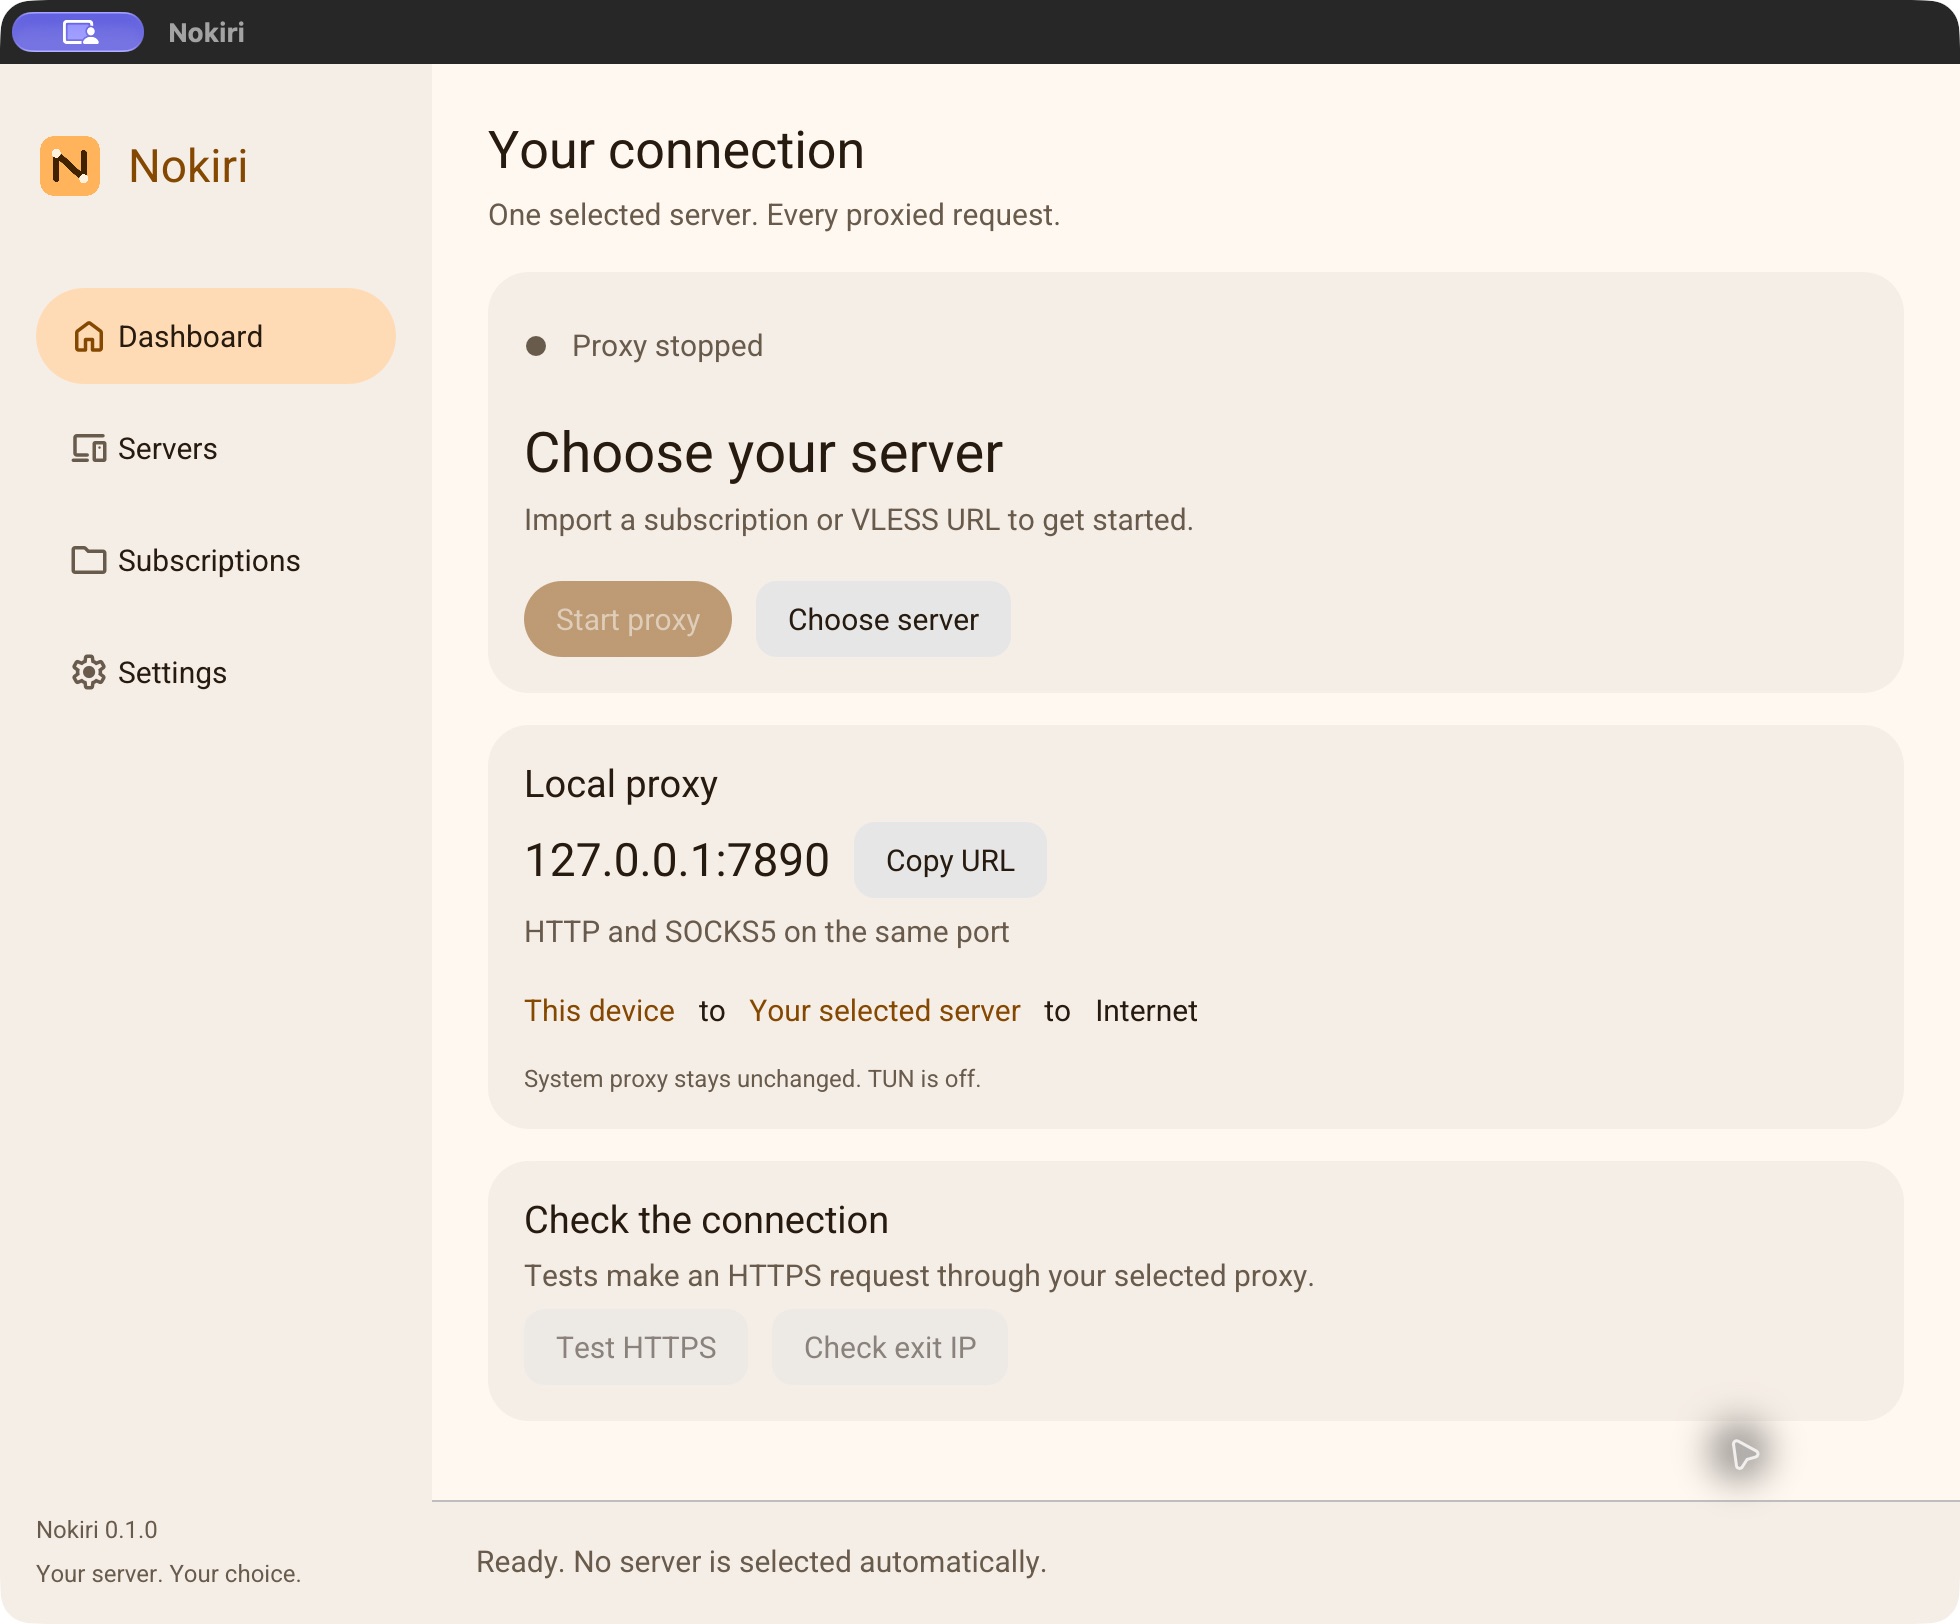 Nokiri
Nokiri
Dashboard
Servers
Subscriptions
Settings
Nokiri 0.1.0
Your server. Your choice.
Your connection
One selected server. Every proxied request.
Proxy stopped
Choose your server
Import a subscription or VLESS URL to get started.
Start proxy Choose server
Local proxy
127.0.0.1:7890 Copy URL
HTTP and SOCKS5 on the same port
This device to Your selected server to Internet
System proxy stays unchanged. TUN is off.
Check the connection
Tests make an HTTPS request through your selected proxy.
Test HTTPS Check exit IP
Ready. No server is selected automatically.